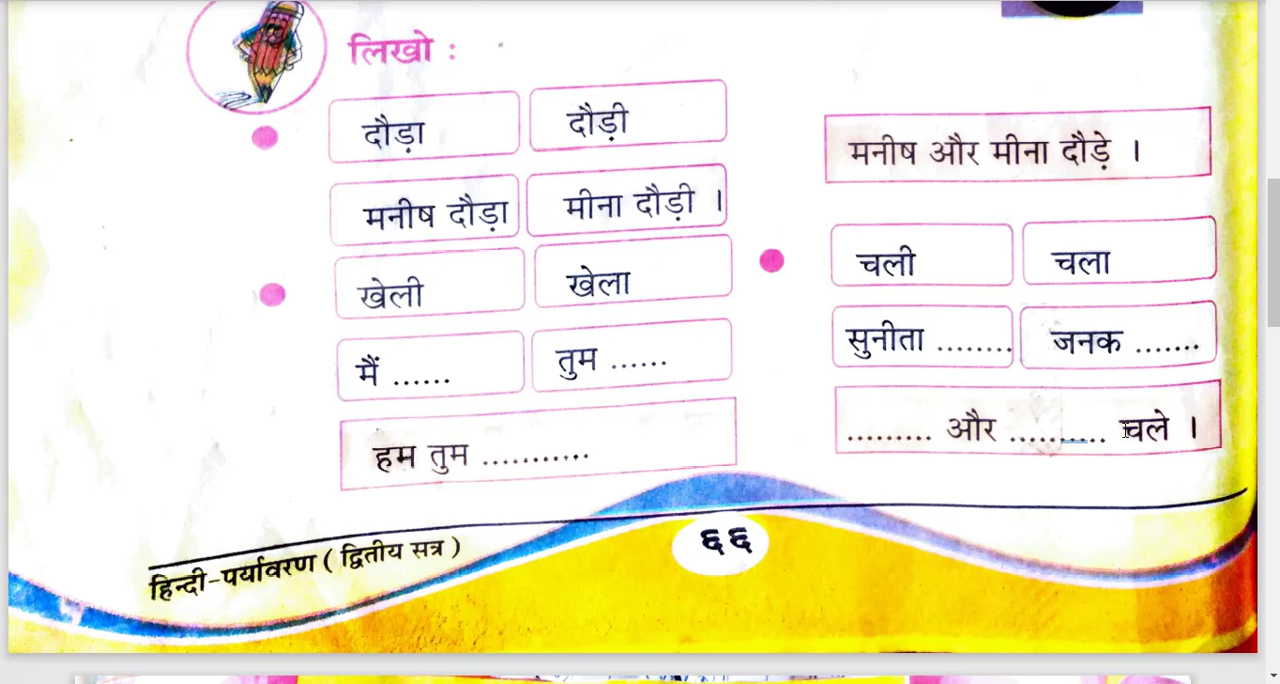 लिखो :
दौड़ा दौड़ी
मनीष दौड़ा मीना दौड़ी ।
मनीष और मीना दौड़े ।
खेली खेला
मैं ...... तुम ......
हम तुम ...........
चली चला
सुनीता ........ जनक .......
......... और .......... चले ।
हिन्दी-पर्यावरण ( द्वितीय सत्र )
६६